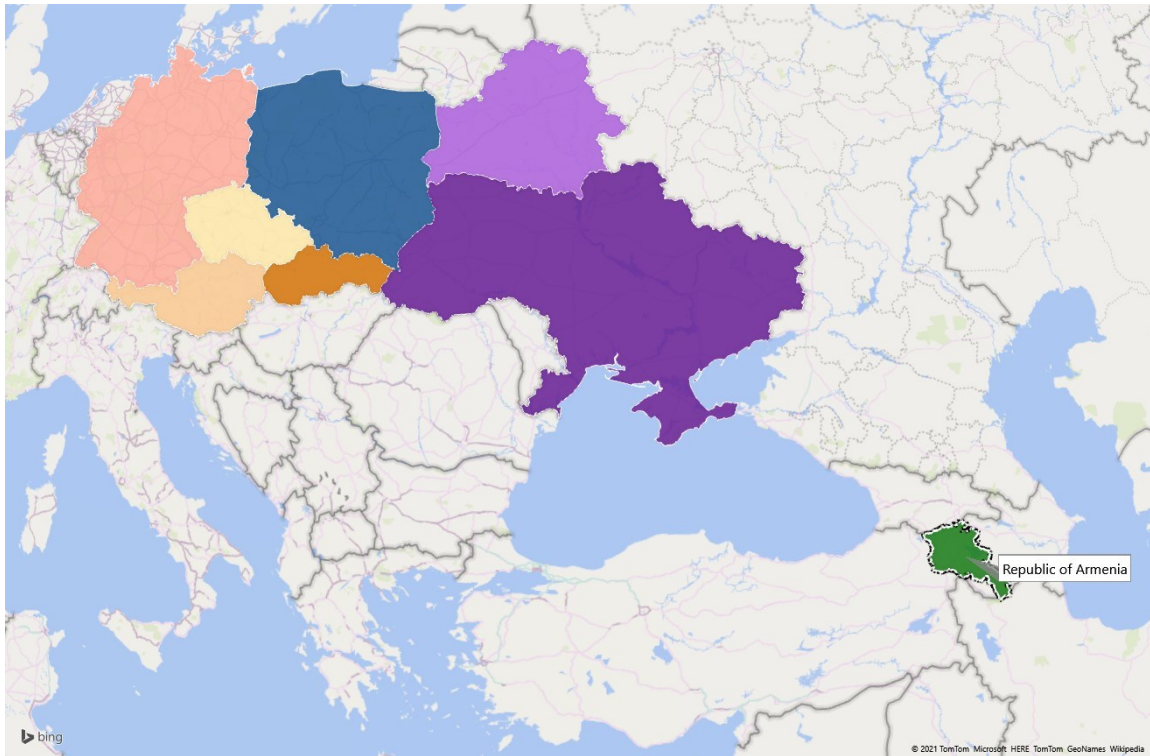 Republic of Armenia
bing
© 2021 TomTom Microsoft HERE TomTom GeoNames Wikipedia